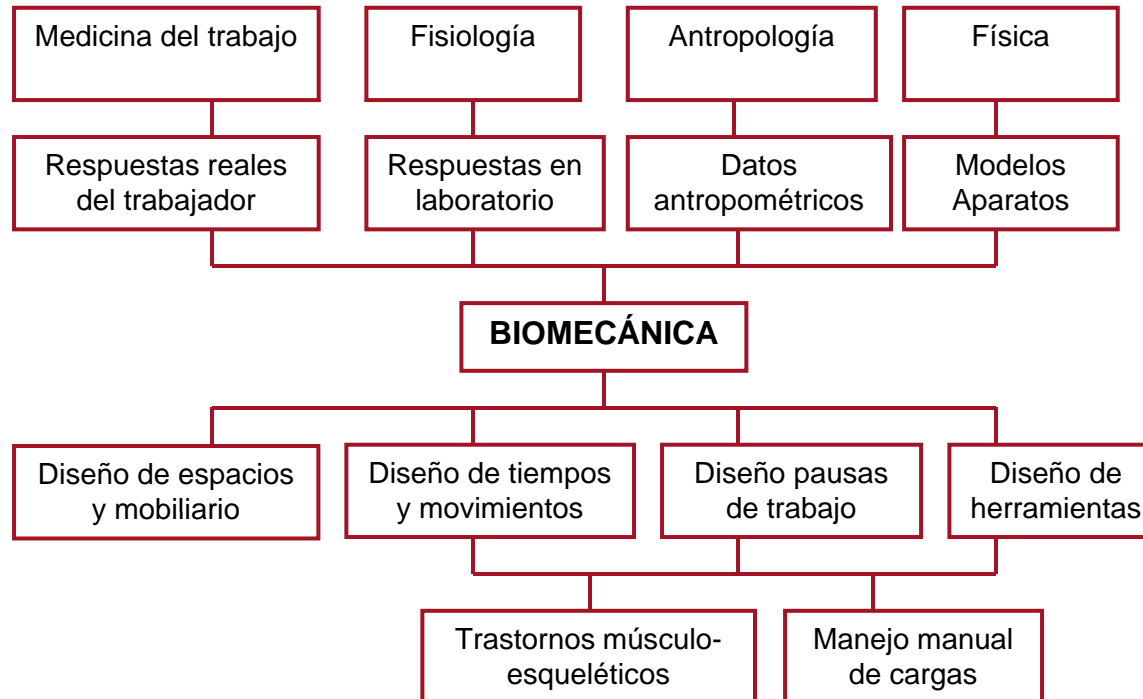 Medicina del trabajo
Fisiología
Antropología
Física
Respuestas reales
del trabajador
Respuestas en
laboratorio
Datos
antropométricos
Modelos
Aparatos
BIOMECÁNICA
Diseño de espacios
y mobiliario
Diseño de tiempos
y movimientos
Diseño pausas
de trabajo
Diseño de
herramientas
Trastornos músculo-
esqueléticos
Manejo manual
de cargas